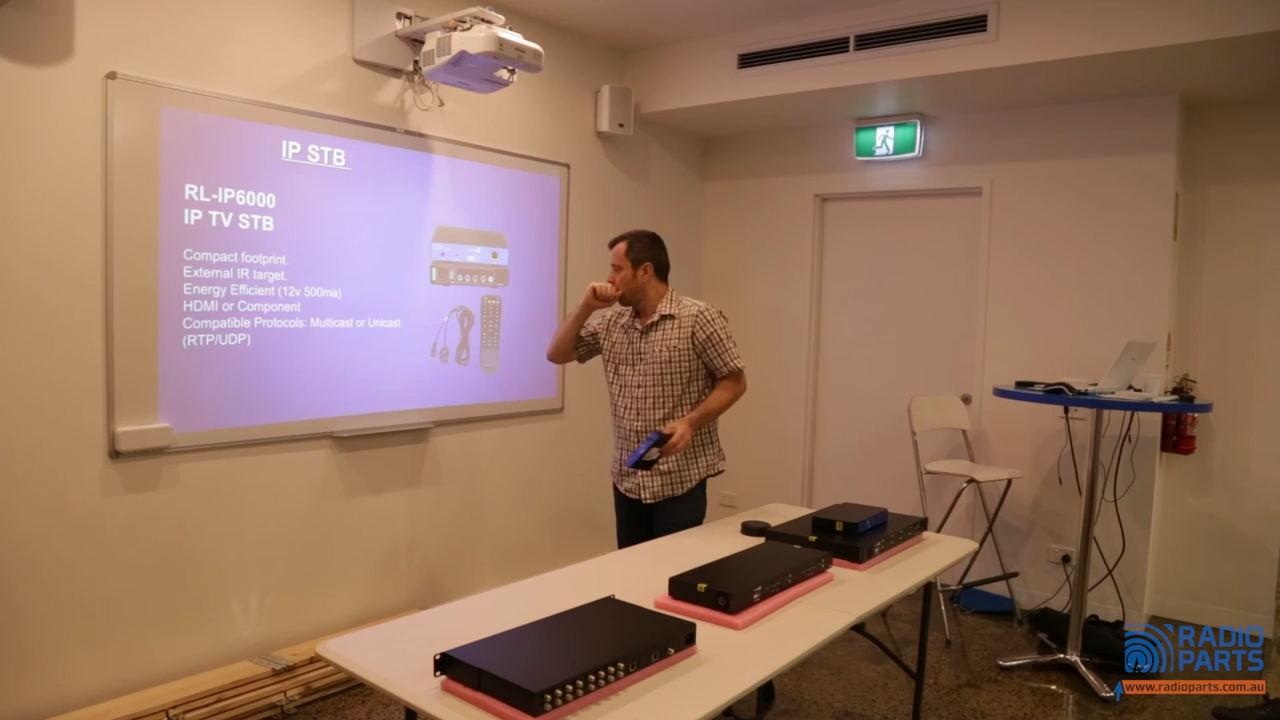 IP STB
RL-IP6000
IP TV STB
Compact footprint.
External IR target.
Energy Efficient (12v 500ma)
HDMI or Component
Compatible Protocols: Multicast or Unicast
(RTP/UDP)
RADIO
PARTS
www.radioparts.com.au